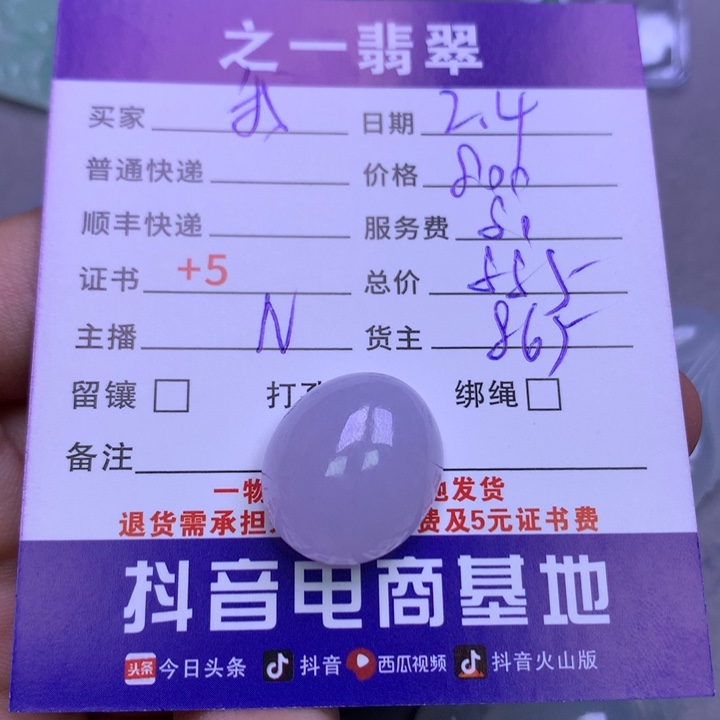 之一翡翠
买家 日期 2.4
普通快递 价格 800
顺丰快递 服务费 81
证书 +5 总价 885
主播 N 货主 865
留镶 打 绑绳
备注
一物 发货
退货需承担 费及5元证书费
抖音电商基地
头条 今日头条 抖音 西瓜视频 抖音火山版